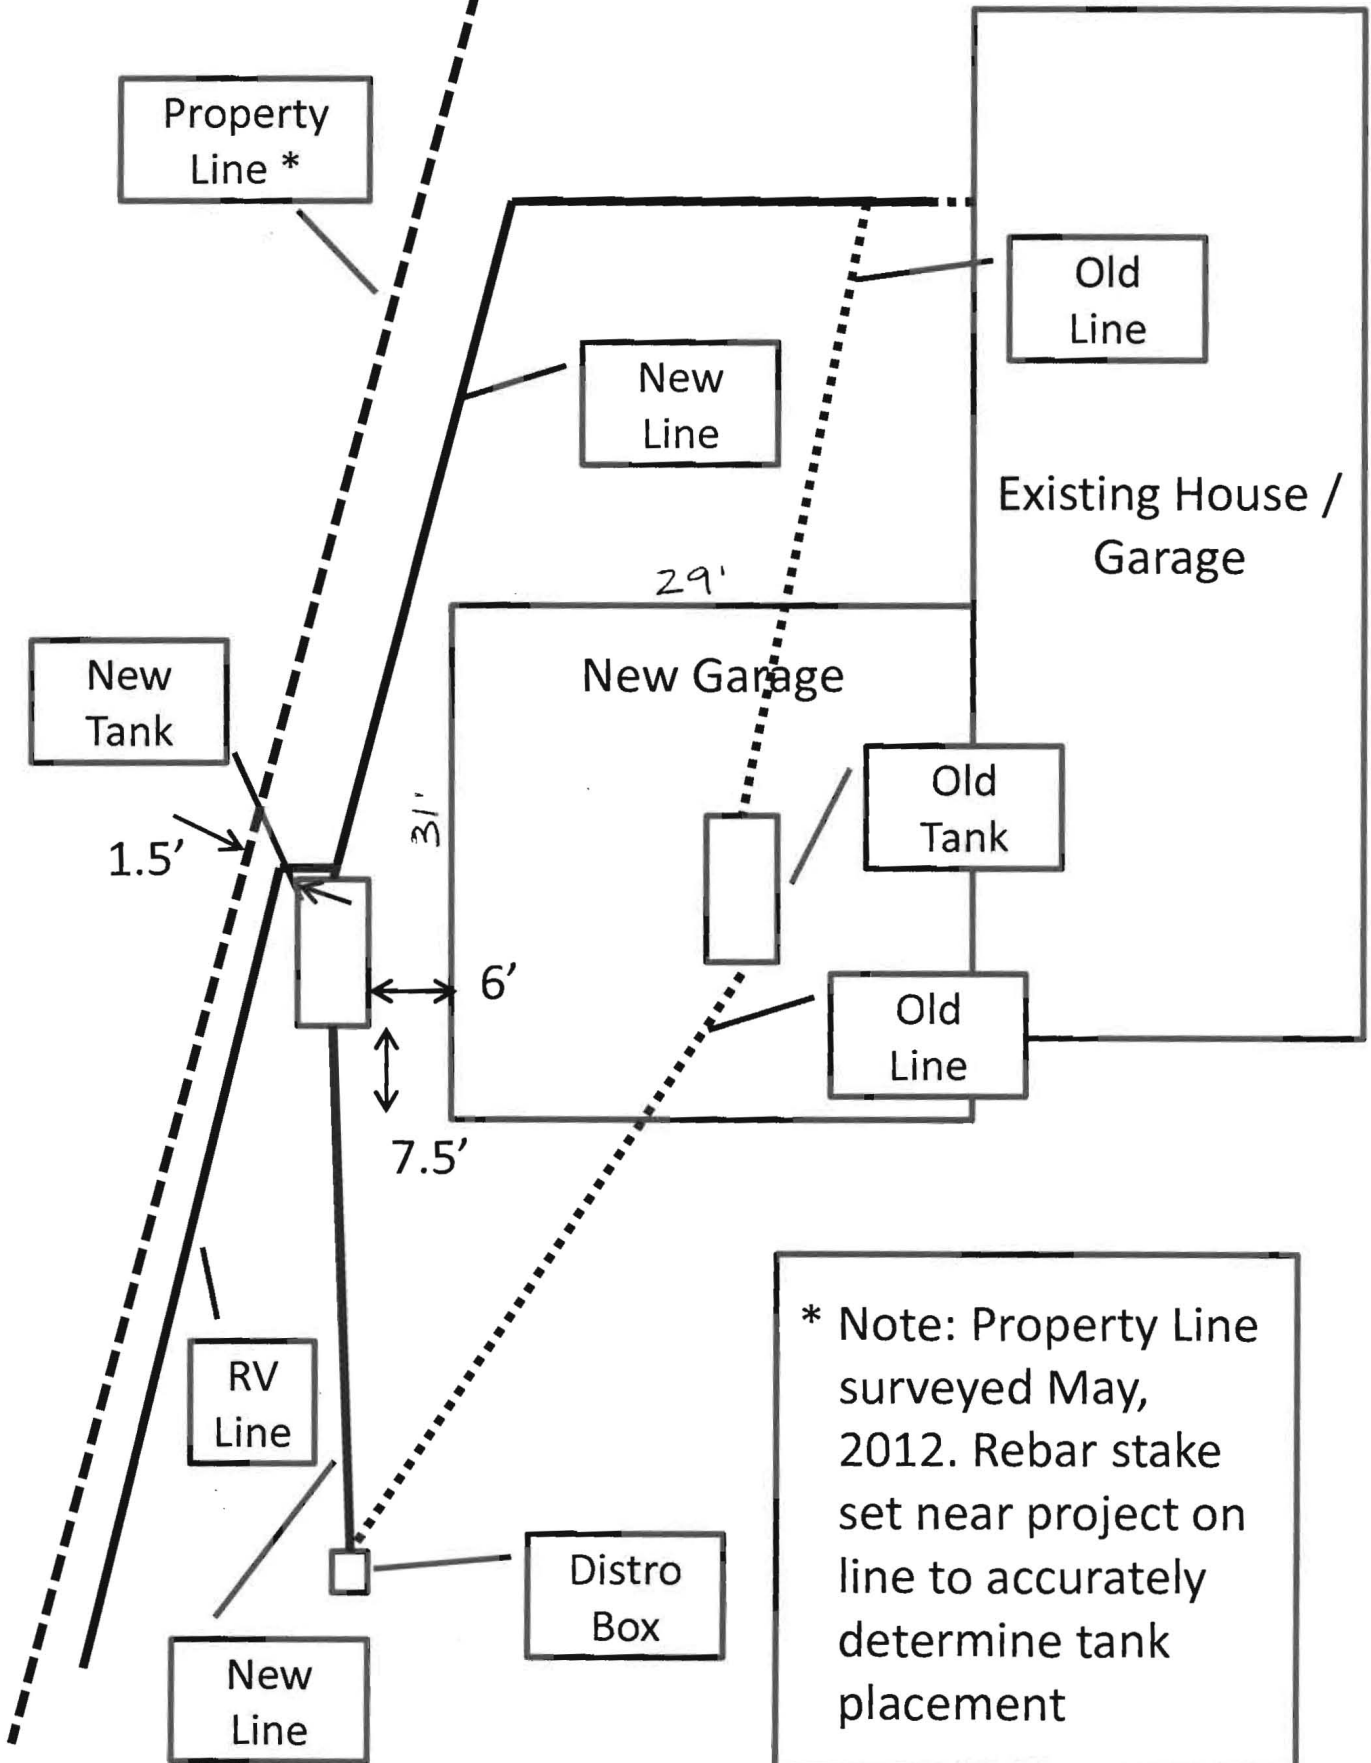 Property
Line *
Old
Line
New
Line
Existing House /
Garage
29'
New Garage
New
Tank
Old
Tank
31'
1.5’
6’
Old
Line
7.5’
* Note: Property Line
surveyed May,
2012. Rebar stake
set near project on
line to accurately
determine tank
placement
RV
Line
Distro
Box
New
Line